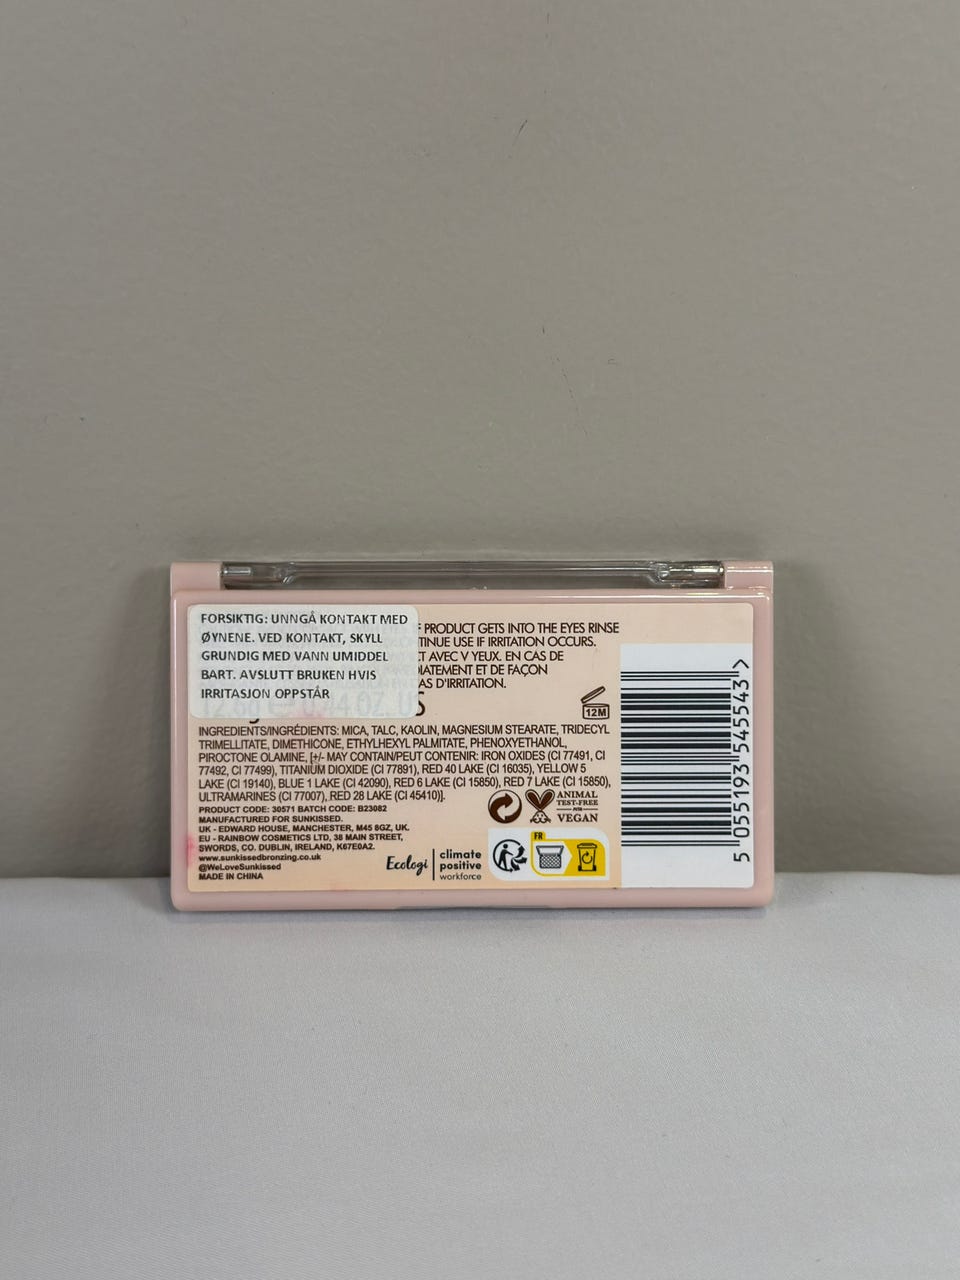 FORSIKTIG: UNNGÅ KONTAKT MED
ØYNENE. VED KONTAKT, SKYLL
GRUNDIG MED VANN UMIDDEL
BART. AVSLUTT BRUKEN HVIS
IRRITASJON OPPSTÅR
PRODUCT GETS INTO THE EYES RINSE
USE IF IRRITATION OCCURS.
AVEC V YEUX. EN CAS DE
ET DE FAÇON
D'IRRITATION.
0.44 OZ. US
12M
INGREDIENTS/INGRÉDIENTS: MICA, TALC, KAOLIN, MAGNESIUM STEARATE, TRIDECYL
TRIMELLITATE, DIMETHICONE, ETHYLHEXYL PALMITATE, PHENOXYETHANOL,
PIROCTONE OLAMINE, [+/- MAY CONTAIN/PEUT CONTENIR: IRON OXIDES (CI 77491, CI
77492, CI 77499), TITANIUM DIOXIDE (CI 77891), RED 40 LAKE (CI 16035), YELLOW 5
LAKE (CI 19140), BLUE 1 LAKE (CI 42090), RED 6 LAKE (CI 15850), RED 7 LAKE (CI 15850),
ULTRAMARINES (CI 77007), RED 28 LAKE (CI 45410)].
PRODUCT CODE: 30571 BATCH CODE: B23082
MANUFACTURED FOR SUNKISSED.
UK - EDWARD HOUSE, MANCHESTER, M45 8GZ, UK.
EU - RAINBOW COSMETICS LTD, 38 MAIN STREET,
SWORDS, CO. DUBLIN, IRELAND, K67E0A2.
www.sunkissedbronzing.co.uk
@WeLoveSunkissed
MADE IN CHINA
Ecologi
climate
positive
workforce
ANIMAL
TEST-FREE
VEGAN
FR
5 055193 545543 >